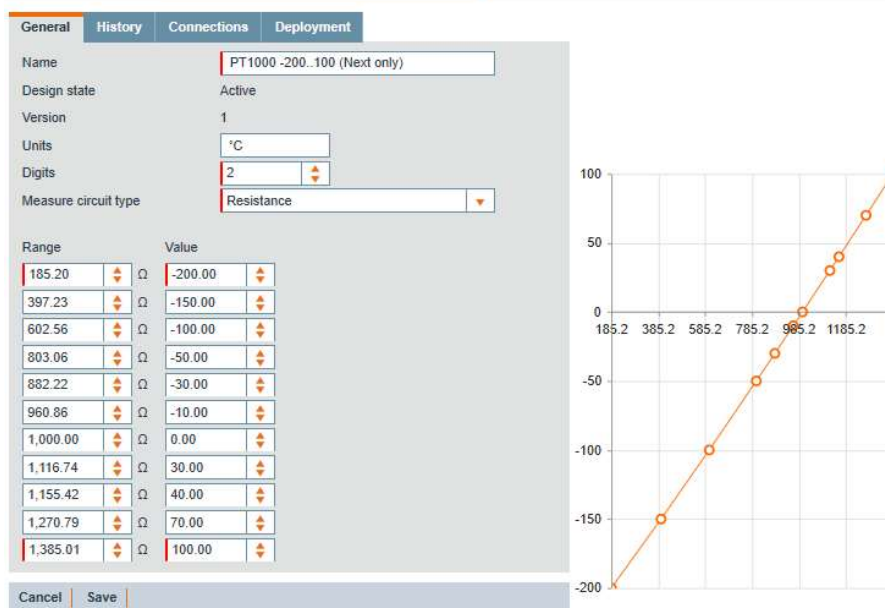 General History Connections Deployment
Name PT1000 -200..100 (Next only)
Design state Active
Version 1
Units °C
Digits 2
Measure circuit type Resistance
Range Value
185.20 Ω -200.00
397.23 Ω -150.00
602.56 Ω -100.00
803.06 Ω -50.00
882.22 Ω -30.00
960.86 Ω -10.00
1,000.00 Ω 0.00
1,116.74 Ω 30.00
1,155.42 Ω 40.00
1,270.79 Ω 70.00
1,385.01 Ω 100.00
Cancel Save
100
50
0
185.2 385.2 585.2 785.2 985.2 1185.2
-50
-100
-150
-200